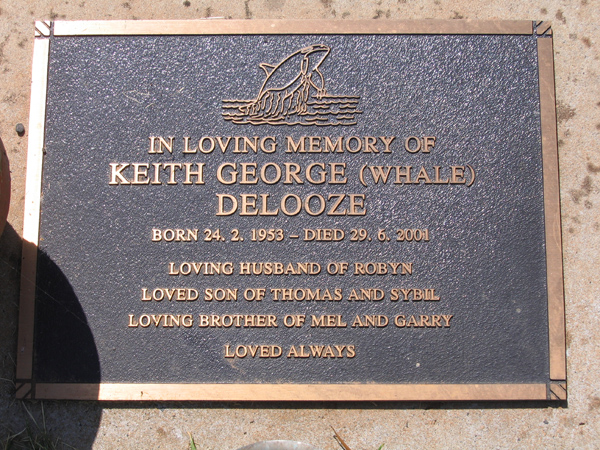 IN LOVING MEMORY OF
KEITH GEORGE (WHALE)
DELOOZE
BORN 24. 2. 1953 – DIED 29. 6. 2001
LOVING HUSBAND OF ROBYN
LOVED SON OF THOMAS AND SYBIL
LOVING BROTHER OF MEL AND GARRY
LOVED ALWAYS